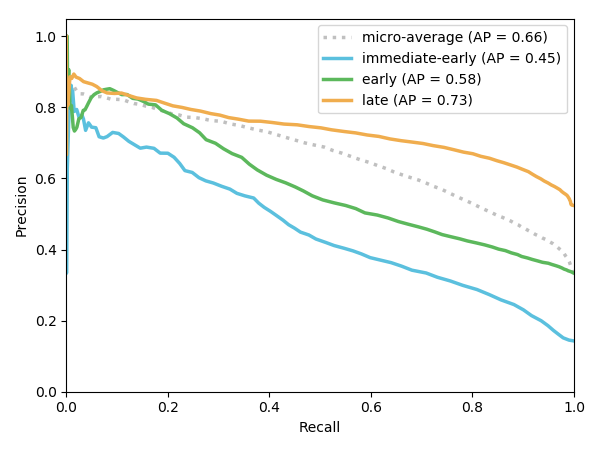 micro-average (AP = 0.66)
immediate-early (AP = 0.45)
early (AP = 0.58)
late (AP = 0.73)
Precision
1.0
0.8
0.6
0.4
0.2
0.0
0.0 0.2 0.4 0.6 0.8 1.0
Recall